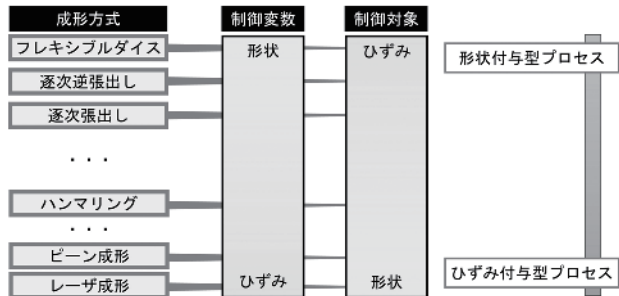 成形方式 制御変数 制御対象
フレキシブルダイス 形状 ひずみ 形状付与型プロセス
逐次逆張出し
逐次張出し
・・・
ハンマリング
・・・
ピーン成形
レーザ成形 ひずみ 形状 ひずみ付与型プロセス